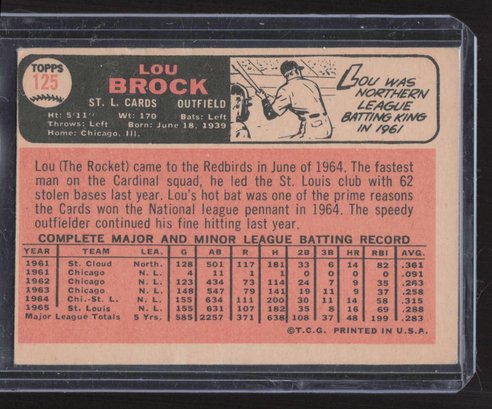 TOPPS
125
LOU
BROCK
ST. L. CARDS OUTFIELD
Ht: 5'11" Wt: 170 Bats: Left
Throws: Left Born: June 18, 1939
Home: Chicago, Ill.
LOU WAS
NORTHERN
LEAGUE
BATTING KING
IN 1961
Lou (The Rocket) came to the Redbirds in June of 1964. The fastest
man on the Cardinal squad, he led the St. Louis club with 62
stolen bases last year. Lou's hot bat was one of the prime reasons
the Cards won the National league pennant in 1964. The speedy
outfielder continued his fine hitting last year.
COMPLETE MAJOR AND MINOR LEAGUE BATTING RECORD
YEAR TEAM LEA. G AB R H 2B 3B HR RBI AVG.
1961 St. Cloud North. 128 501 117 181 33 6 14 82 .361
1961 Chicago N. L. 4 11 1 1 0 0 0 0 .091
1962 Chicago N. L. 123 434 73 114 24 7 9 35 .263
1963 Chicago N. L. 148 547 79 141 19 11 9 37 .258
1964 Chi.-St. L. N. L. 155 634 111 200 30 11 14 58 .315
1965 St. Louis N. L. 155 631 107 182 35 8 16 69 .288
Major League Totals 5 Yrs. 585 2257 371 638 108 37 48 199 .283
©T.C.G. PRINTED IN U.S.A.